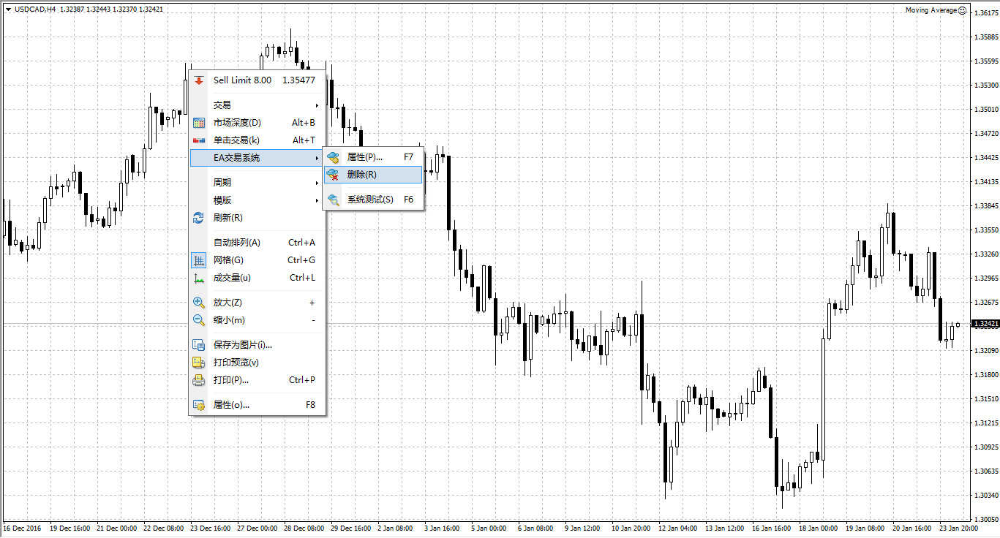 USDCAD,H4 1.32387 1.32443 1.32370 1.32421
Moving Average
1.36175
1.35885
1.35595
1.35300
1.35010
1.34720
1.34425
1.34135
1.33845
1.33550
1.33260
1.32965
1.32675
1.32421
1.32090
1.31800
1.31510
1.31215
1.30925
1.30635
1.30340
1.30050
Sell Limit 8.00 1.35477
交易
市场深度(D) Alt+B
单击交易(k) Alt+T
EA交易系统
周期
模版
刷新(R)
自动排列(A) Ctrl+A
网格(G) Ctrl+G
成交量(u) Ctrl+L
放大(Z) +
缩小(m) -
保存为图片(i)...
打印预览(v)
打印(P)... Ctrl+P
属性(o)... F8
属性(P)... F7
删除(R)
系统测试(S) F6
16 Dec 2016 19 Dec 16:00 21 Dec 00:00 22 Dec 08:00 23 Dec 16:00 27 Dec 00:00 28 Dec 08:00 29 Dec 16:00 2 Jan 08:00 3 Jan 16:00 5 Jan 00:00 6 Jan 08:00 9 Jan 12:00 10 Jan 20:00 12 Jan 04:00 13 Jan 12:00 16 Jan 16:00 18 Jan 00:00 19 Jan 08:00 20 Jan 16:00 23 Jan 20:00